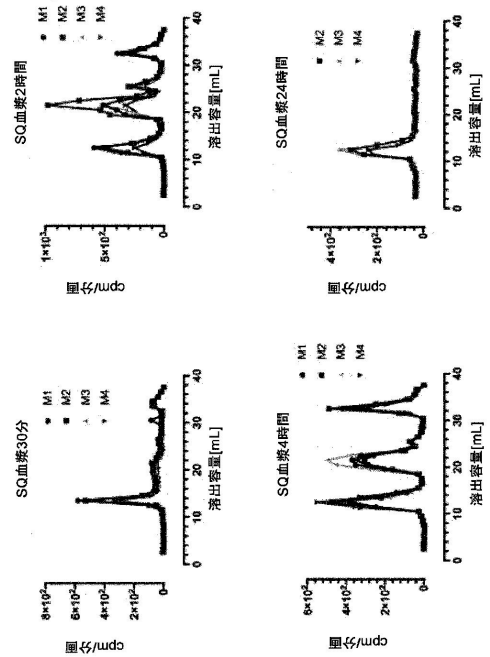 SQ血漿30分
M1
M2
M3
M4
8×10²
6×10²
4×10²
2×10²
0
cpm/分画
0
10
20
30
40
溶出容量[mL]
SQ血漿2時間
M1
M2
M3
M4
1×10³
5×10²
0
cpm/分画
0
10
20
30
40
溶出容量[mL]
SQ血漿4時間
M1
M2
M3
M4
6×10²
4×10²
2×10²
0
cpm/分画
0
10
20
30
40
溶出容量[mL]
SQ血漿24時間
M2
M3
M4
4×10²
2×10²
0
cpm/分画
0
10
20
30
40
溶出容量[mL]